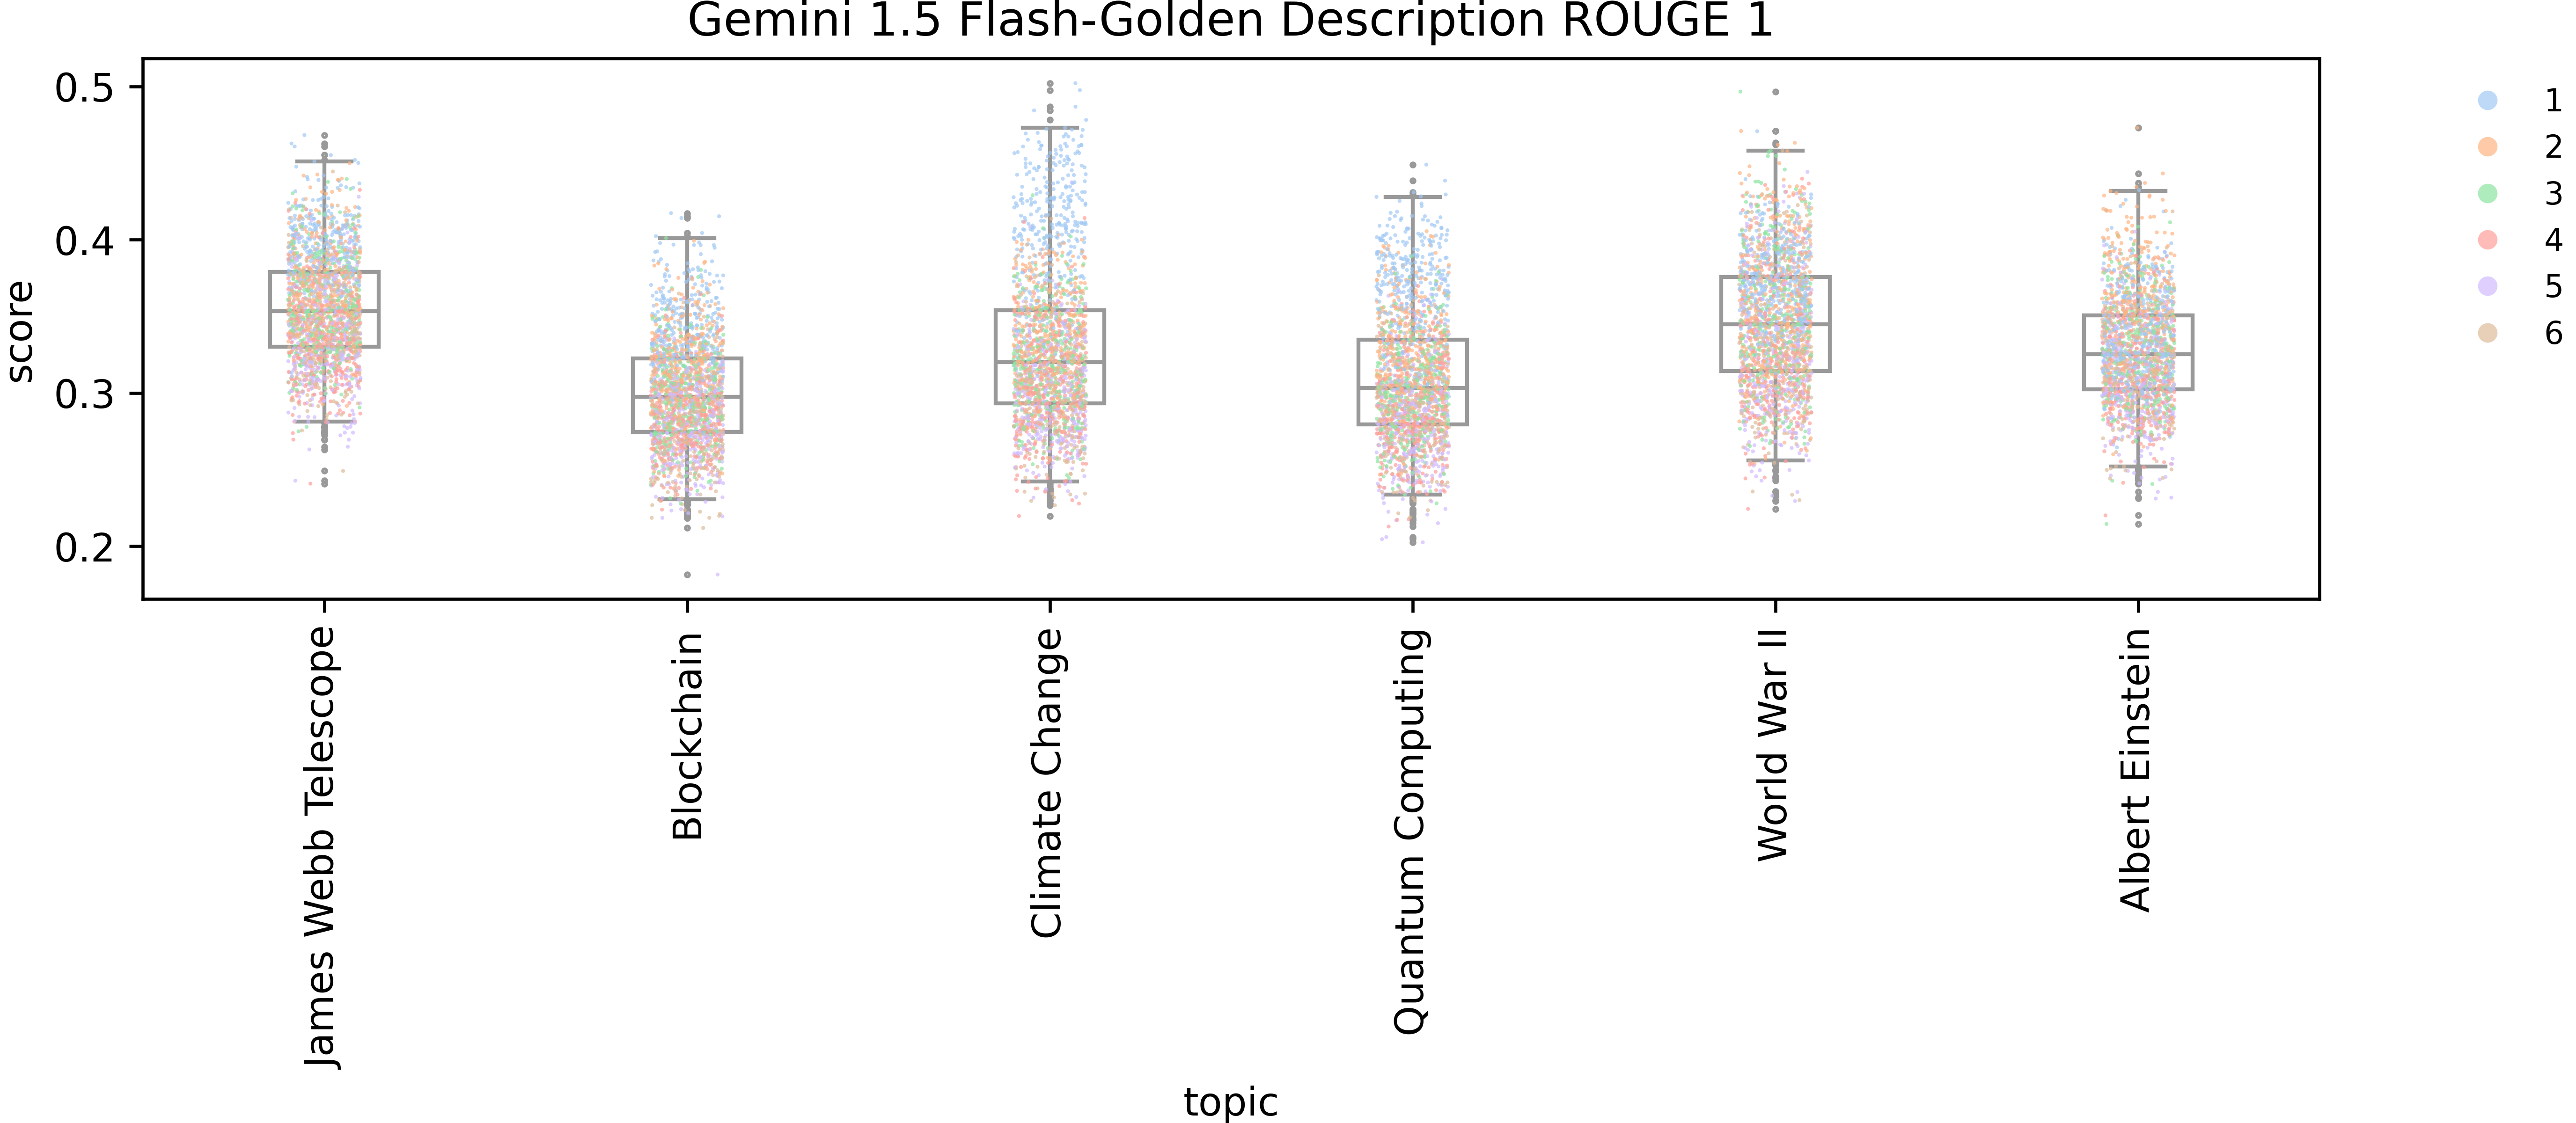 Gemini 1.5 Flash-Golden Description ROUGE 1
score
0.5
0.4
0.3
0.2
James Webb Telescope
Blockchain
Climate Change
Quantum Computing
World War II
Albert Einstein
topic
1
2
3
4
5
6